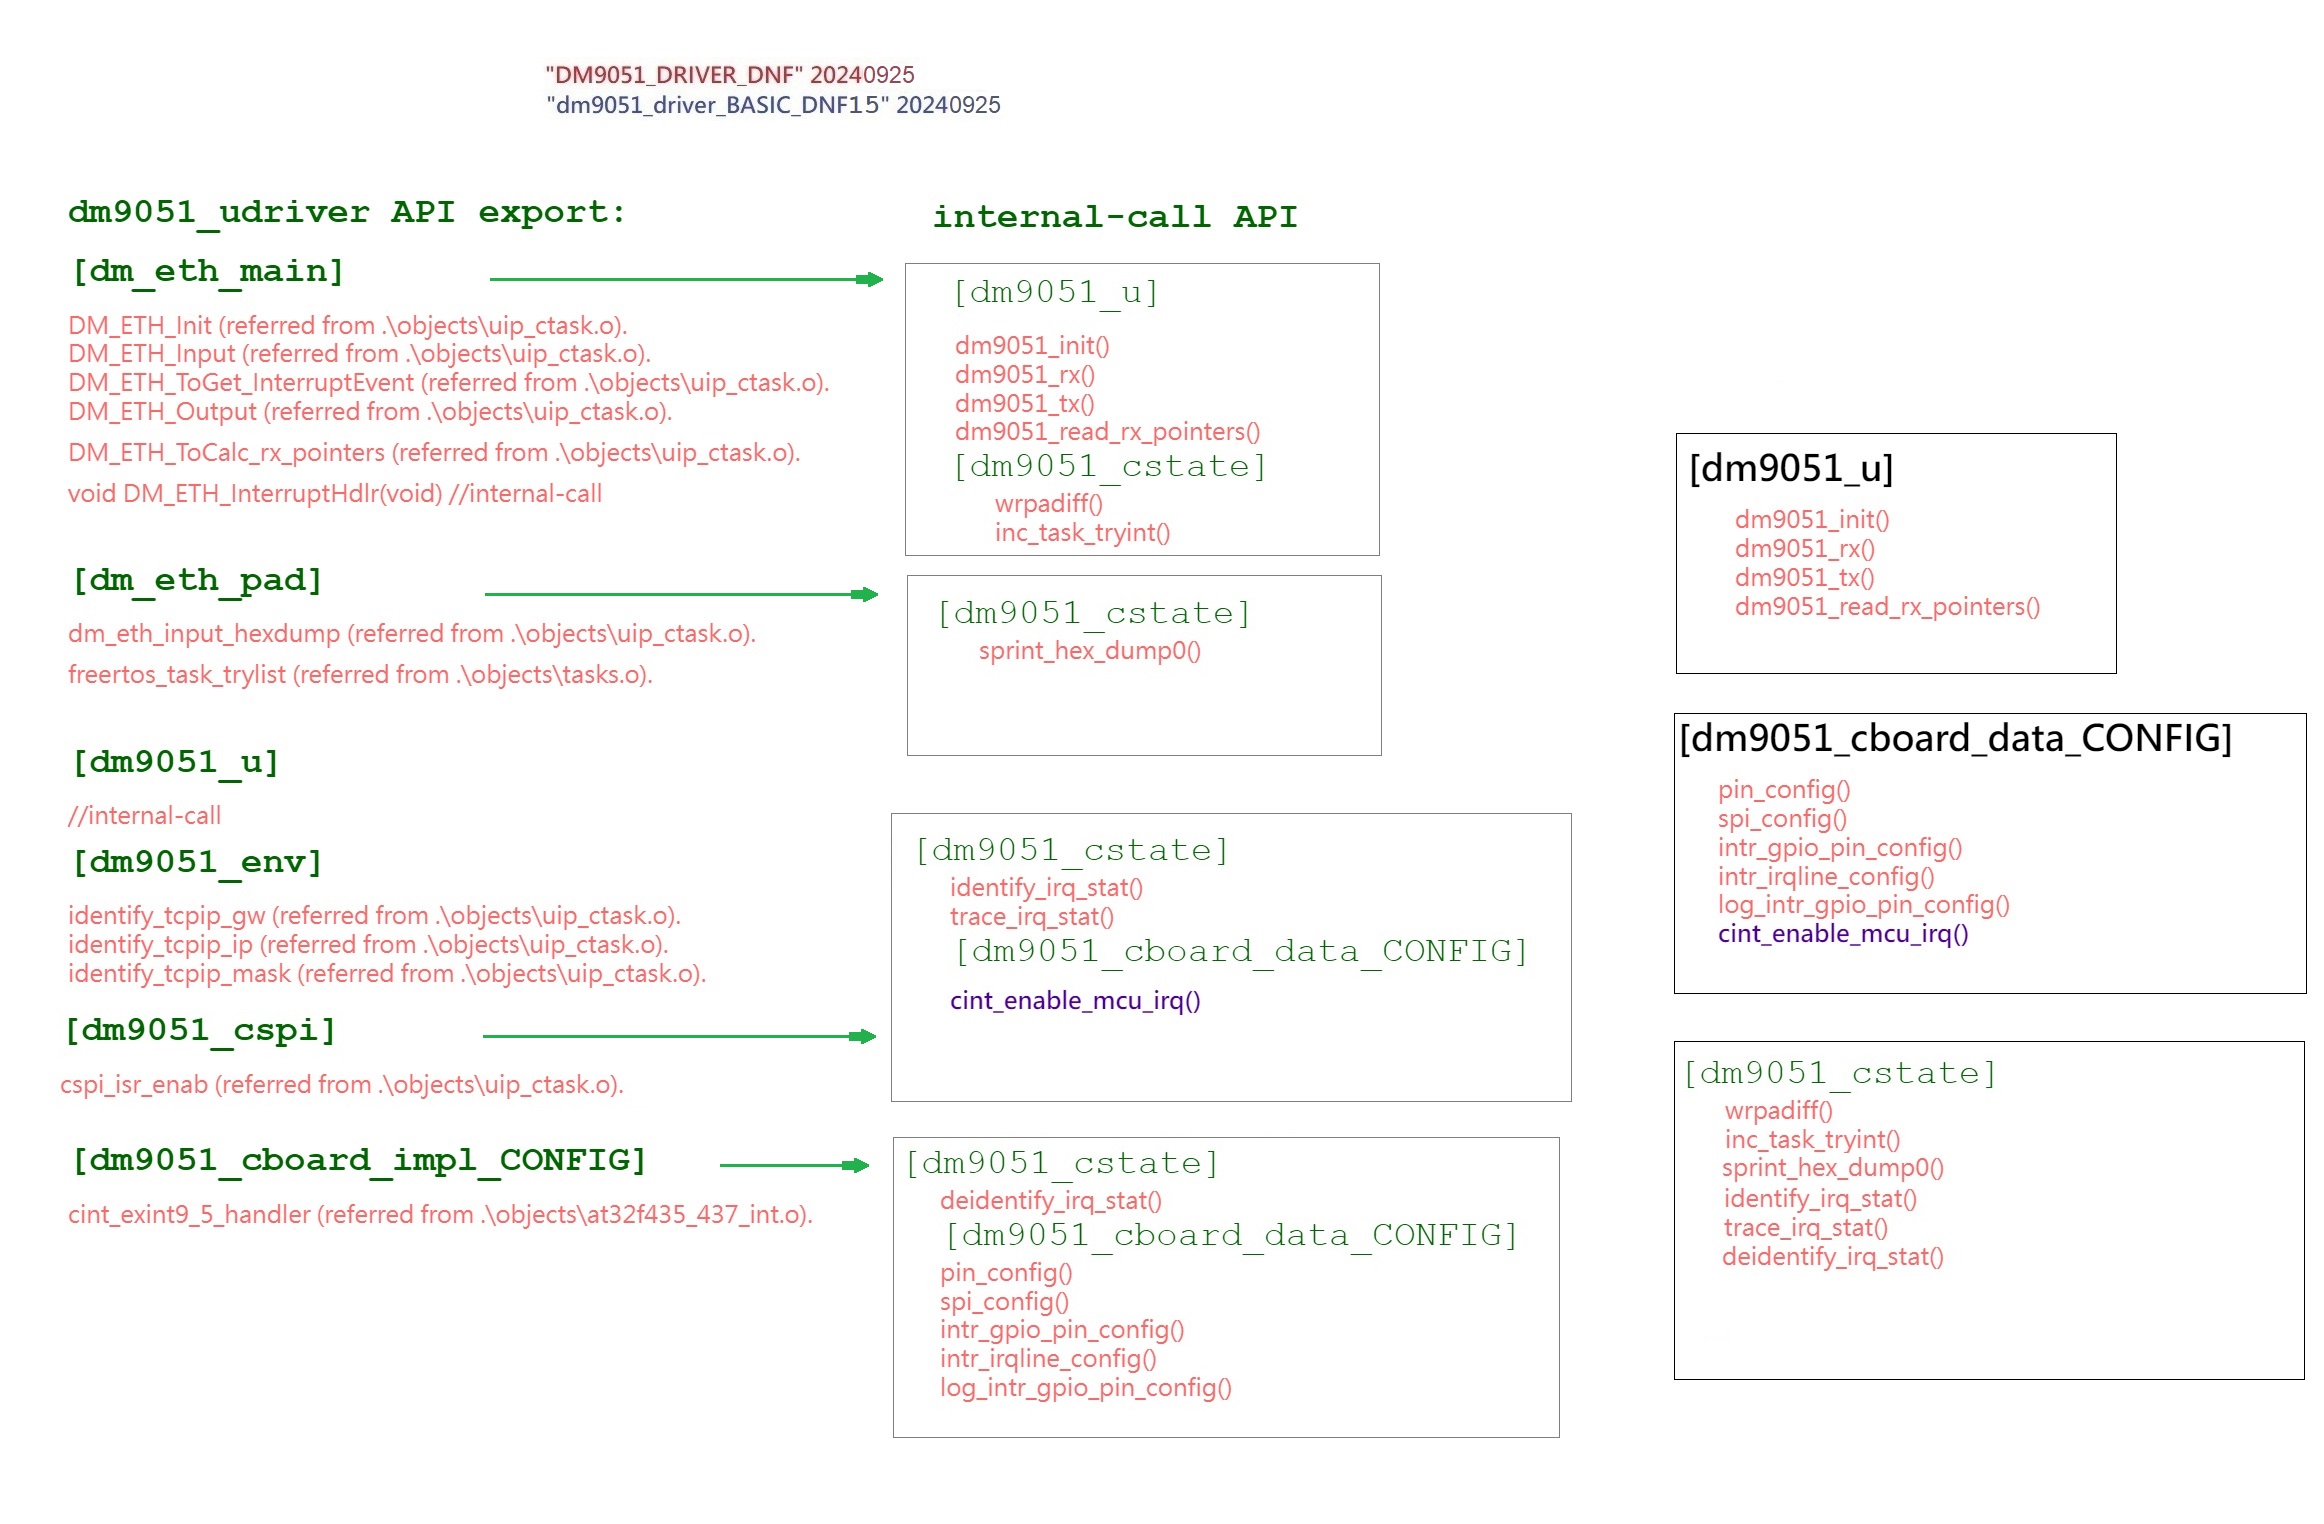 "DM9051_DRIVER_DNF" 20240925
"dm9051_driver_BASIC_DNF15" 20240925
dm9051_udriver API export:
[dm_eth_main]
DM_ETH_Init (referred from .\objects\uip_ctask.o).
DM_ETH_Input (referred from .\objects\uip_ctask.o).
DM_ETH_ToGet_InterruptEvent (referred from .\objects\uip_ctask.o).
DM_ETH_Output (referred from .\objects\uip_ctask.o).
DM_ETH_ToCalc_rx_pointers (referred from .\objects\uip_ctask.o).
void DM_ETH_InterruptHdlr(void) //internal-call
[dm_eth_pad]
dm_eth_input_hexdump (referred from .\objects\uip_ctask.o).
freertos_task_trylist (referred from .\objects\tasks.o).
[dm9051_u]
//internal-call
[dm9051_env]
identify_tcpip_gw (referred from .\objects\uip_ctask.o).
identify_tcpip_ip (referred from .\objects\uip_ctask.o).
identify_tcpip_mask (referred from .\objects\uip_ctask.o).
[dm9051_cspi]
cspi_isr_enab (referred from .\objects\uip_ctask.o).
[dm9051_cboard_impl_CONFIG]
cint_exint9_5_handler (referred from .\objects\at32f435_437_int.o).
internal-call API
[dm9051_u]
dm9051_init()
dm9051_rx()
dm9051_tx()
dm9051_read_rx_pointers()
[dm9051_cstate]
wrpadiff()
inc_task_tryint()
[dm9051_cstate]
sprint_hex_dump0()
[dm9051_cstate]
identify_irq_stat()
trace_irq_stat()
[dm9051_cboard_data_CONFIG]
cint_enable_mcu_irq()
[dm9051_cstate]
deidentify_irq_stat()
[dm9051_cboard_data_CONFIG]
pin_config()
spi_config()
intr_gpio_pin_config()
intr_irqline_config()
log_intr_gpio_pin_config()
[dm9051_u]
dm9051_init()
dm9051_rx()
dm9051_tx()
dm9051_read_rx_pointers()
[dm9051_cboard_data_CONFIG]
pin_config()
spi_config()
intr_gpio_pin_config()
intr_irqline_config()
log_intr_gpio_pin_config()
cint_enable_mcu_irq()
[dm9051_cstate]
wrpadiff()
inc_task_tryint()
sprint_hex_dump0()
identify_irq_stat()
trace_irq_stat()
deidentify_irq_stat()